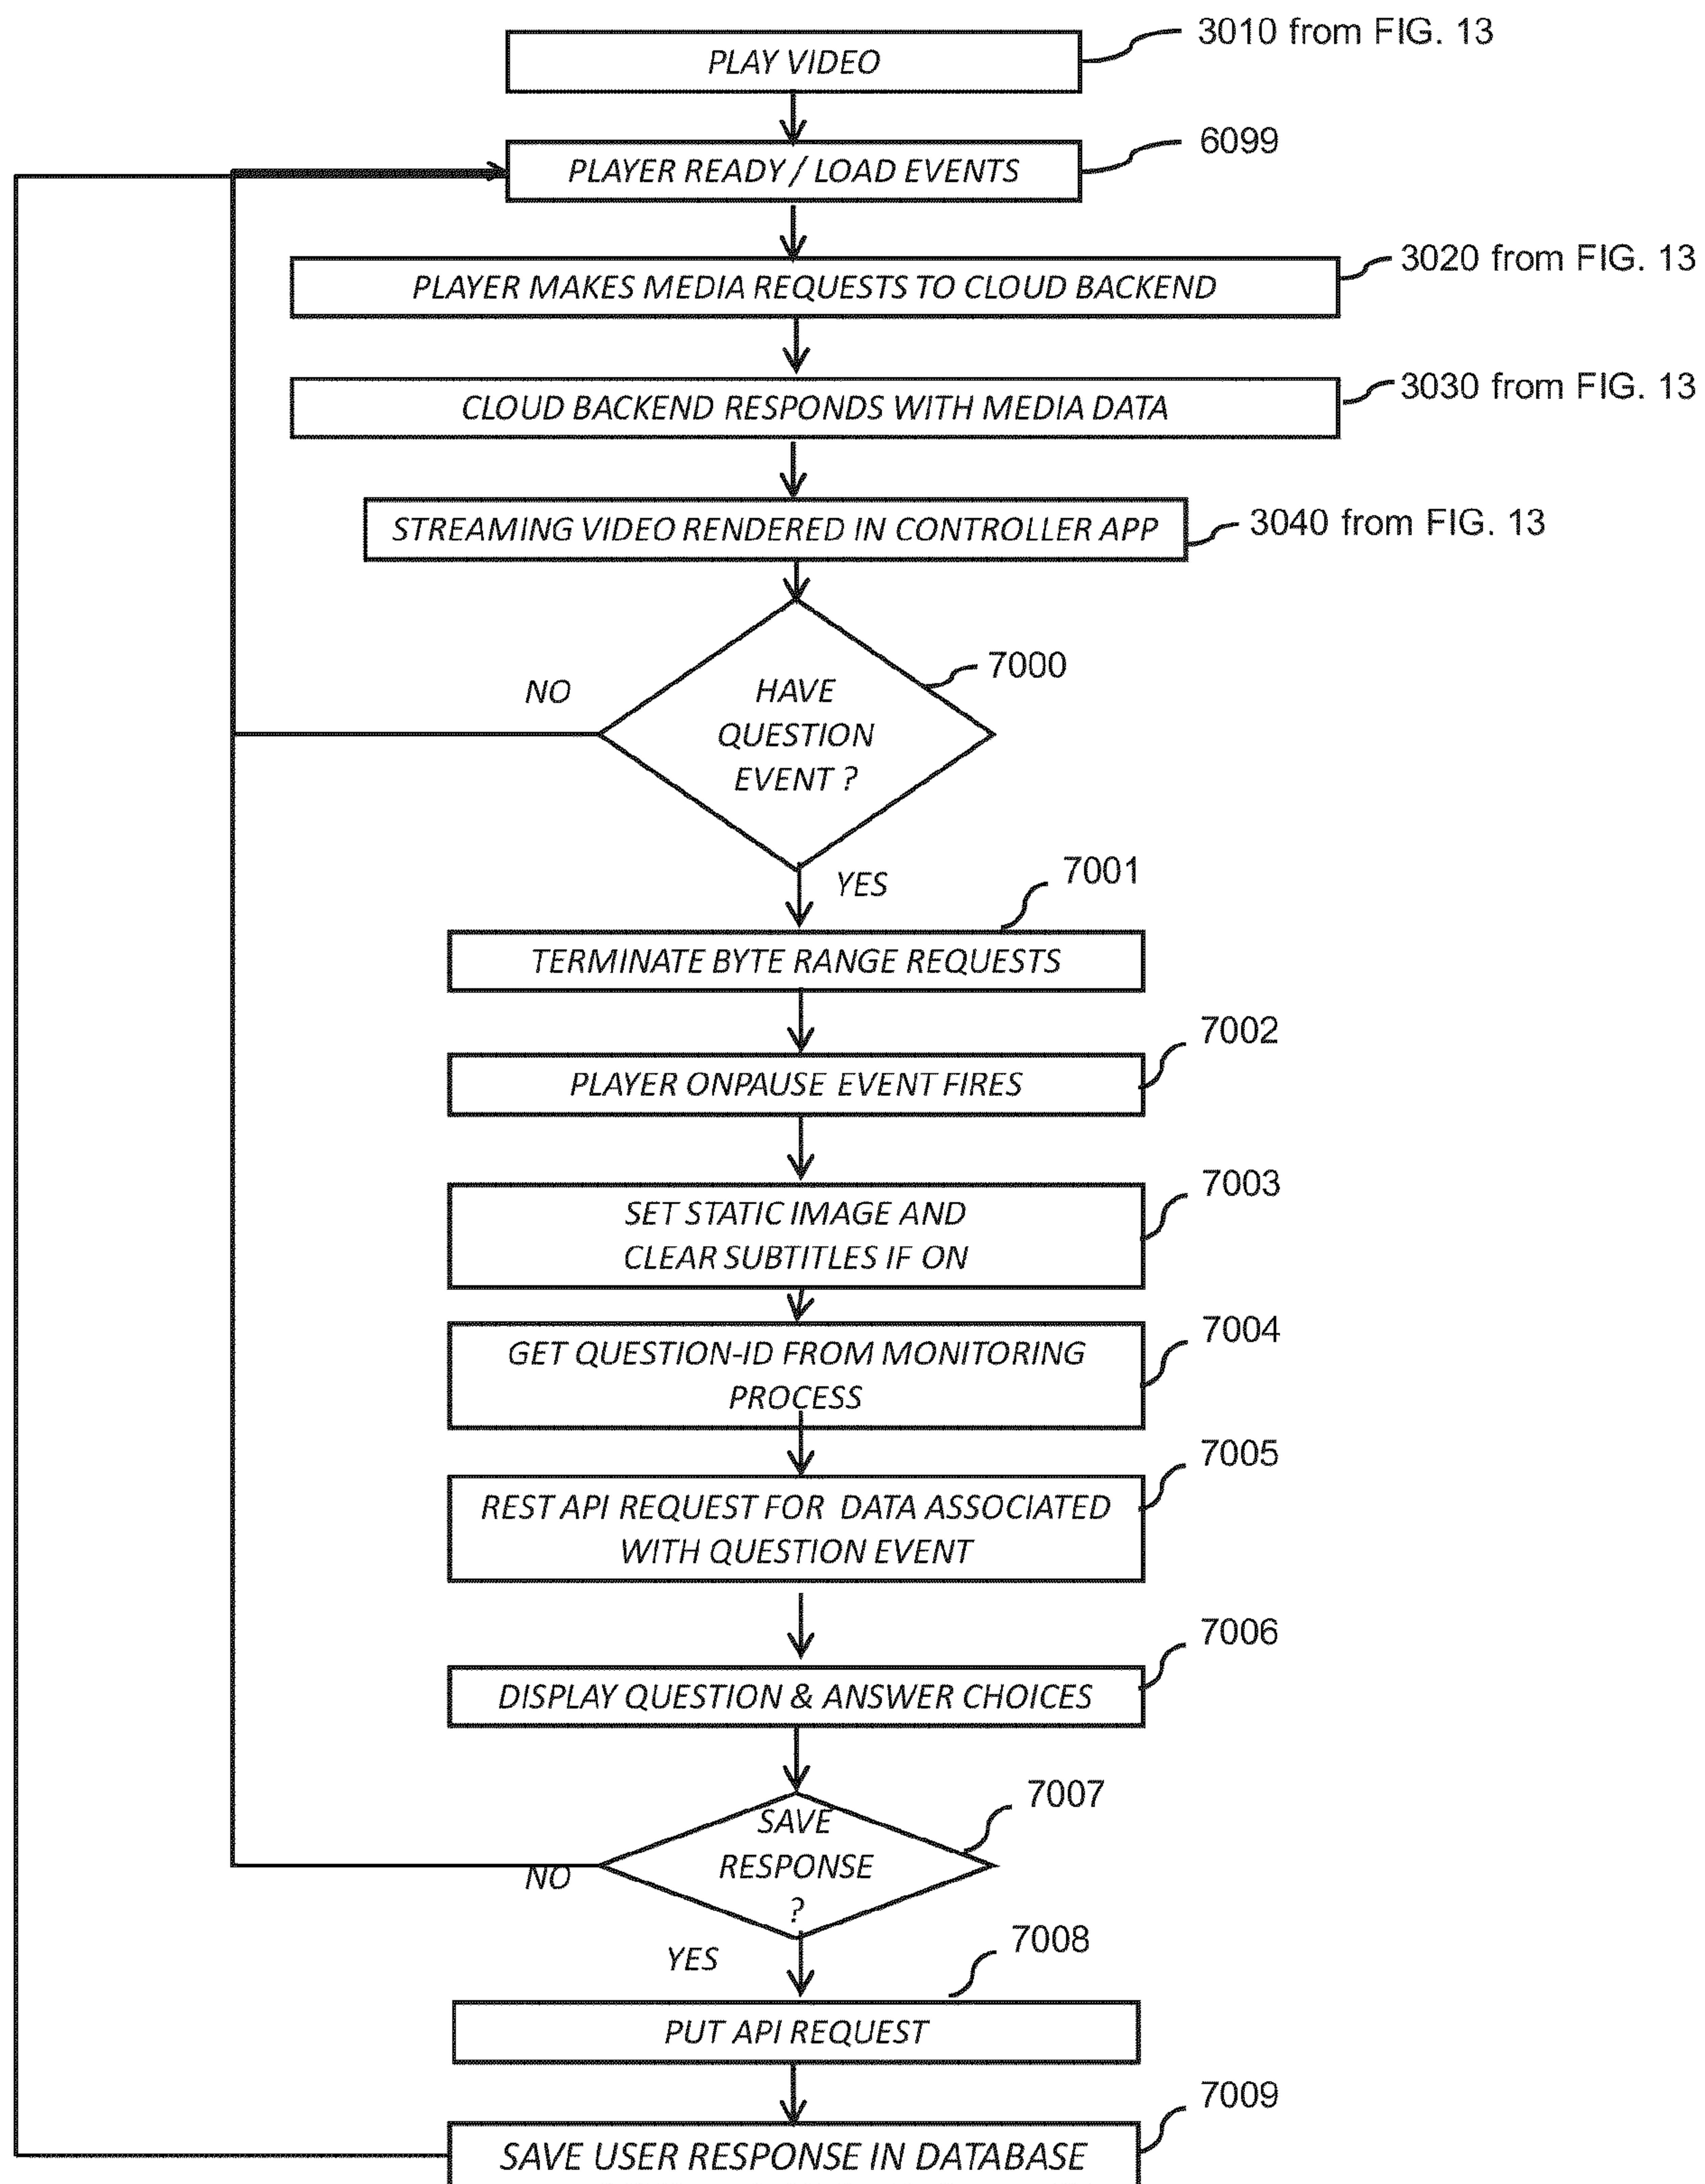 3010 from FIG. 13
PLAY VIDEO
6099
PLAYER READY / LOAD EVENTS
3020 from FIG. 13
PLAYER MAKES MEDIA REQUESTS TO CLOUD BACKEND
3030 from FIG. 13
CLOUD BACKEND RESPONDS WITH MEDIA DATA
STREAMING VIDEO RENDERED IN CONTROLLER APP
3040 from FIG. 13
7000
NO
HAVE
QUESTION
EVENT ?
7001
YES
TERMINATE BYTE RANGE REQUESTS
7002
PLAYER ONPAUSE EVENT FIRES
7003
SET STATIC IMAGE AND
CLEAR SUBTITLES IF ON
7004
GET QUESTION-ID FROM MONITORING
PROCESS
7005
REST API REQUEST FOR DATA ASSOCIATED
WITH QUESTION EVENT
7006
DISPLAY QUESTION & ANSWER CHOICES
7007
SAVE
RESPONSE
?
NO
7008
YES
PUT API REQUEST
7009
SAVE USER RESPONSE IN DATABASE